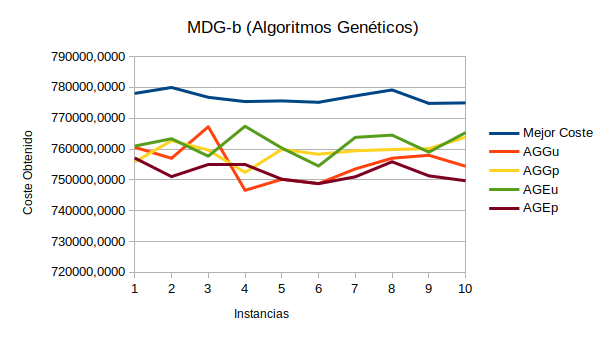 MDG-b (Algoritmos Genéticos)
Coste Obtenido
790000,0000
780000,0000
770000,0000
760000,0000
750000,0000
740000,0000
730000,0000
720000,0000
1 2 3 4 5 6 7 8 9 10
Instancias
Mejor Coste
AGGu
AGGp
AGEu
AGEp